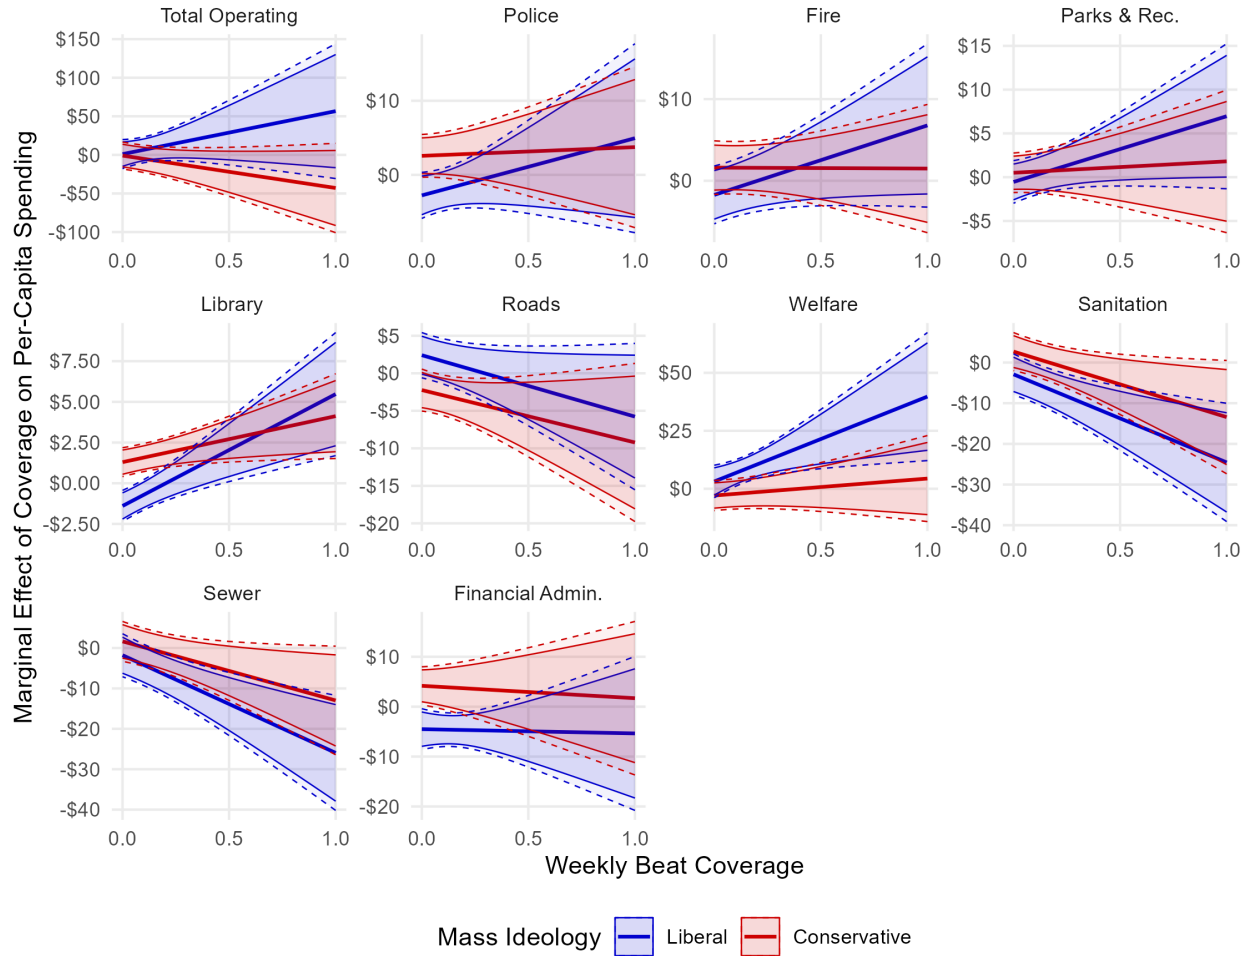 Marginal Effect of Coverage on Per-Capita Spending
Total Operating
$150
$100
$50
$0
-$50
-$100
0.0 0.5 1.0
Police
$10
$0
0.0 0.5 1.0
Fire
$10
$0
0.0 0.5 1.0
Parks & Rec.
$15
$10
$5
$0
-$5
0.0 0.5 1.0
Library
$7.50
$5.00
$2.50
$0.00
-$2.50
0.0 0.5 1.0
Roads
$5
$0
-$5
-$10
-$15
-$20
0.0 0.5 1.0
Welfare
$50
$25
$0
0.0 0.5 1.0
Sanitation
$0
-$10
-$20
-$30
-$40
0.0 0.5 1.0
Sewer
$0
-$10
-$20
-$30
-$40
0.0 0.5 1.0
Financial Admin.
$10
$0
-$10
-$20
0.0 0.5 1.0
Weekly Beat Coverage
Mass Ideology Liberal Conservative